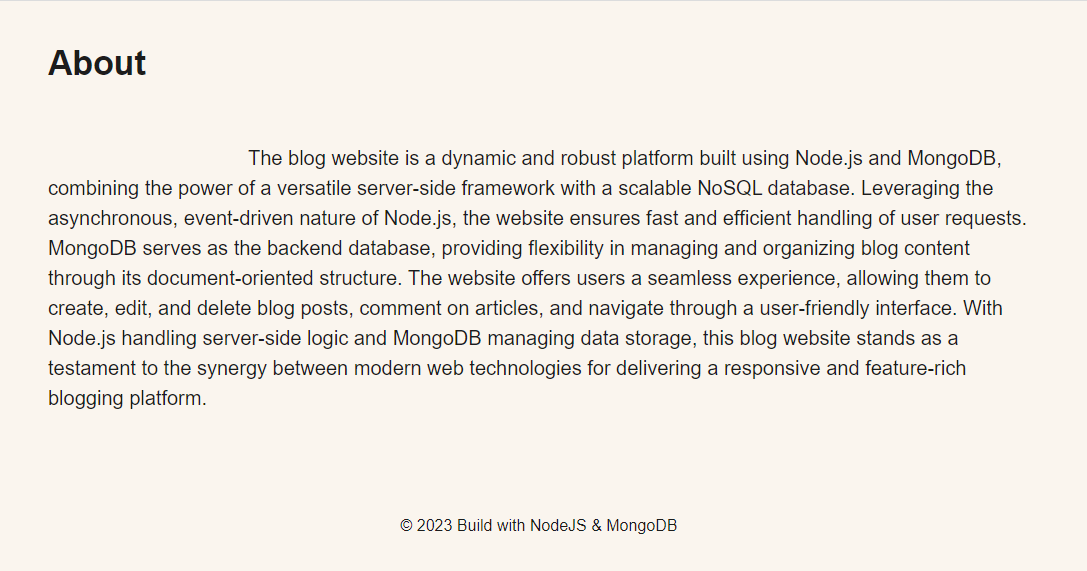 About
The blog website is a dynamic and robust platform built using Node.js and MongoDB,
combining the power of a versatile server-side framework with a scalable NoSQL database. Leveraging the
asynchronous, event-driven nature of Node.js, the website ensures fast and efficient handling of user requests.
MongoDB serves as the backend database, providing flexibility in managing and organizing blog content
through its document-oriented structure. The website offers users a seamless experience, allowing them to
create, edit, and delete blog posts, comment on articles, and navigate through a user-friendly interface. With
Node.js handling server-side logic and MongoDB managing data storage, this blog website stands as a
testament to the synergy between modern web technologies for delivering a responsive and feature-rich
blogging platform.
© 2023 Build with NodeJS & MongoDB